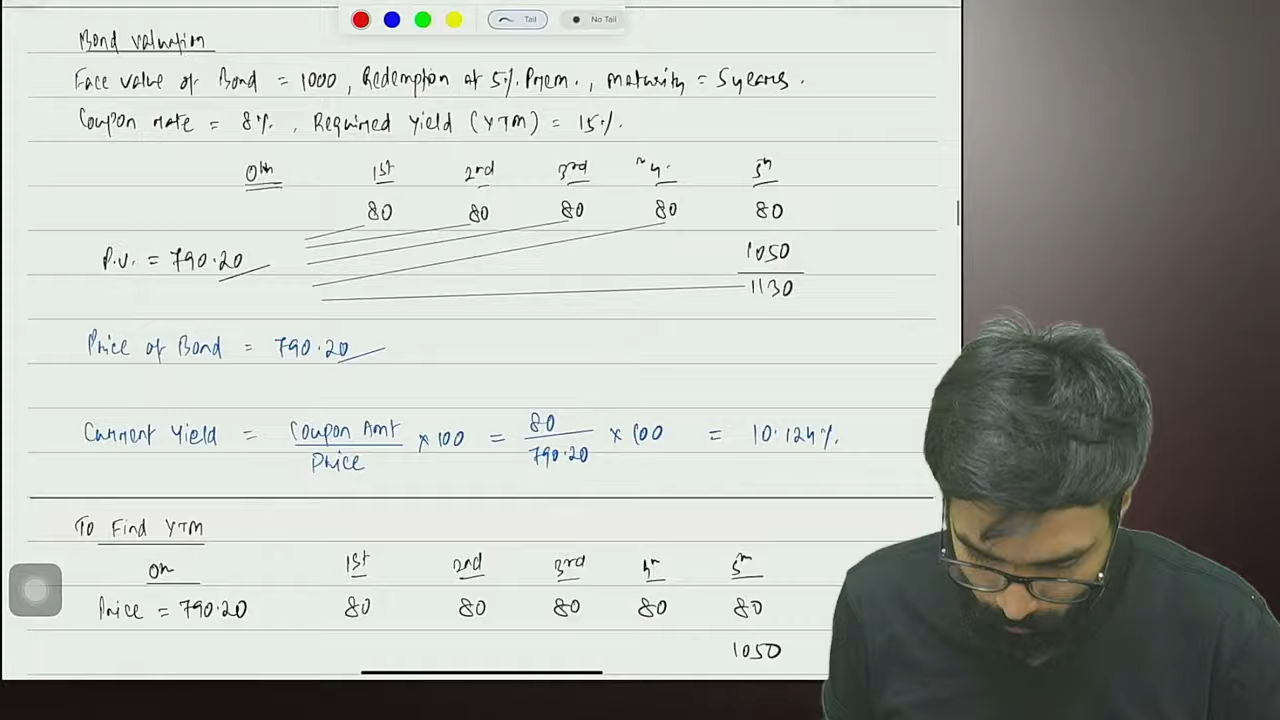 Tail No Tail
Bond valuation
Face value of Bond = 1000, Redemption at 5% Prem., maturity = 5 years.
Coupon rate = 8%, Required Yield (YTM) = 15%.
0th 1st 2nd 3rd 4. 5th
80 80 80 80 80
P.V. = 790.20 1050
1130
Price of Bond = 790.20
Current Yield = Coupon Amt / Price × 100 = 80 / 790.20 × 100 = 10.124%.
To Find YTM
0th 1st 2nd 3rd 4th 5th
Price = 790.20 80 80 80 80 80
1050